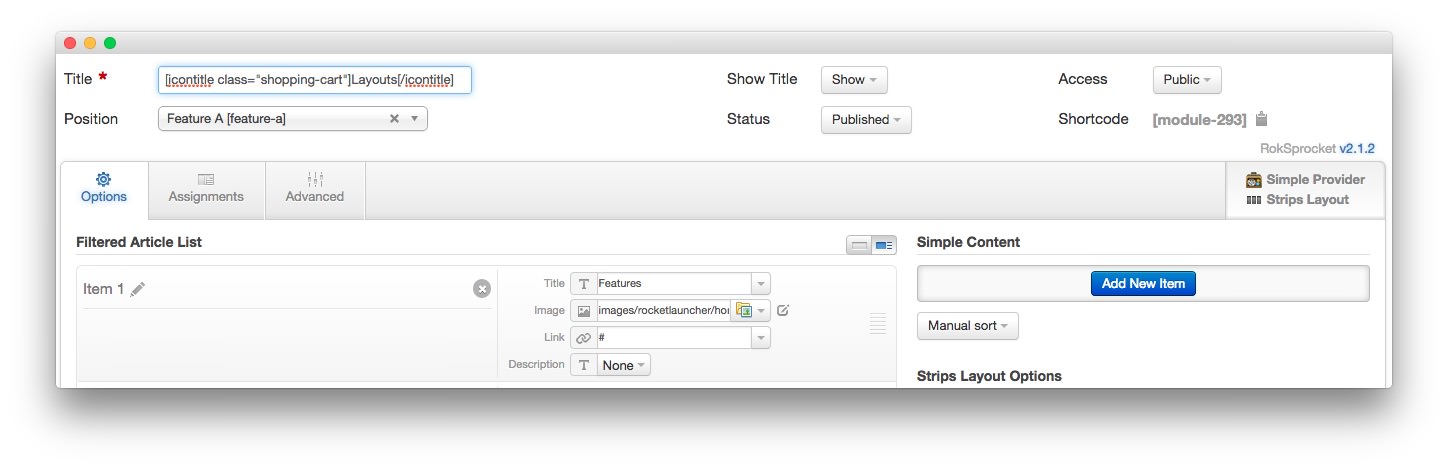 Title * [icontitle class="shopping-cart"]Layouts[/icontitle] Show Title Show Access Public
Position Feature A [feature-a] Status Published Shortcode [module-293]
RokSprocket v2.1.2
Options Assignments Advanced
Simple Provider
Strips Layout
Filtered Article List
Item 1
Title T Features
Image images/rocketlauncher/ho
Link #
Description T None
Simple Content
Add New Item
Manual sort
Strips Layout Options